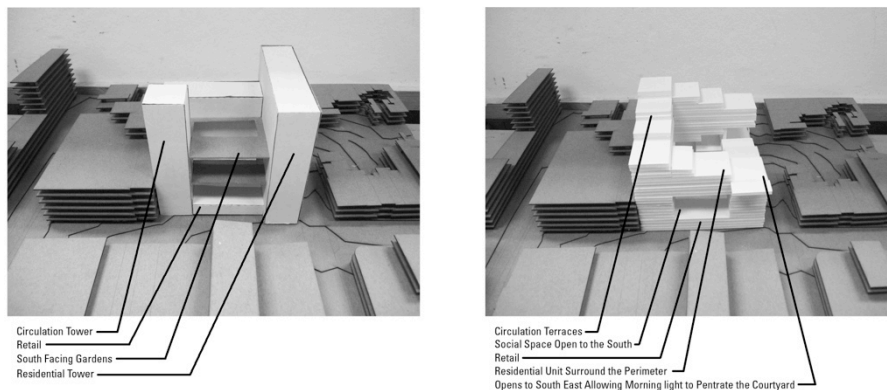 Circulation Tower
Retail
South Facing Gardens
Residential Tower
Circulation Terraces
Social Space Open to the South
Retail
Residential Unit Surround the Perimeter
Opens to South East Allowing Morning light to Pentrate the Courtyard